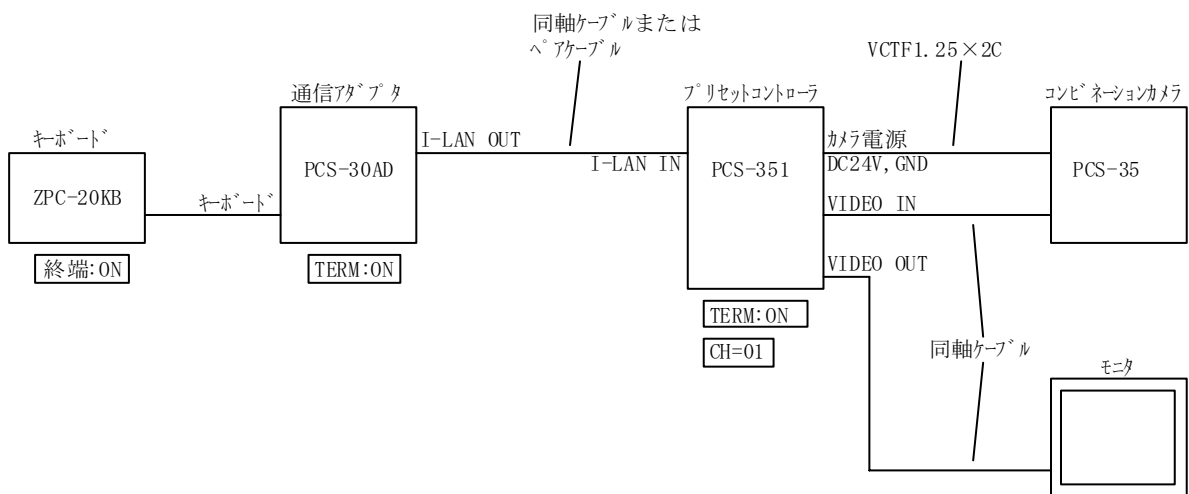 同軸ケーブルまたは
ペアケーブル
VCTF1.25×2C
通信アダプタ
プリセットコントローラ
コンビネーションカメラ
キーボード
I-LAN OUT
カメラ電源
I-LAN IN
DC24V,GND
ZPC-20KB
PCS-30AD
PCS-351
PCS-35
キーボード
VIDEO IN
終端:ON
TERM:ON
VIDEO OUT
TERM:ON
CH=01
同軸ケーブル
モニタ